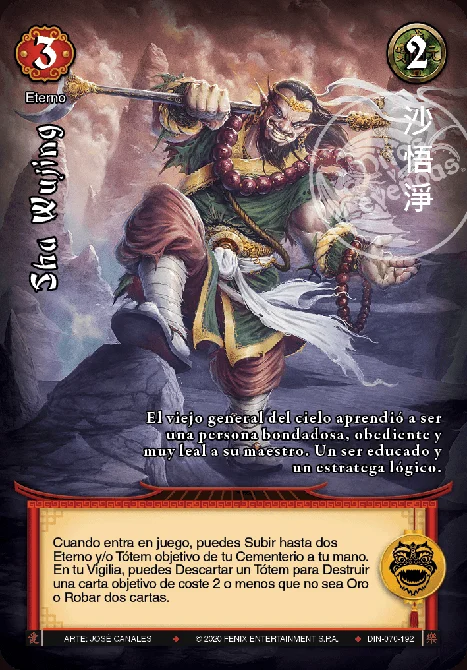 3
2
Eterno
Sha Wujing
沙悟淨
El viejo general del cielo aprendió a ser
una persona bondadosa, obediente y
muy leal a su maestro. Un ser educado y
un estratega lógico.
Cuando entra en juego, puedes Subir hasta dos
Eterno y/o Tótem objetivo de tu Cementerio a tu mano.
En tu Vigilia, puedes Descartar un Tótem para Destruir
una carta objetivo de coste 2 o menos que no sea Oro
o Robar dos cartas.
ARTE: JOSÉ CANALES ♦ © 2020 FENIX ENTERTAINMENT S.P.A. ♦ DIN-070-192